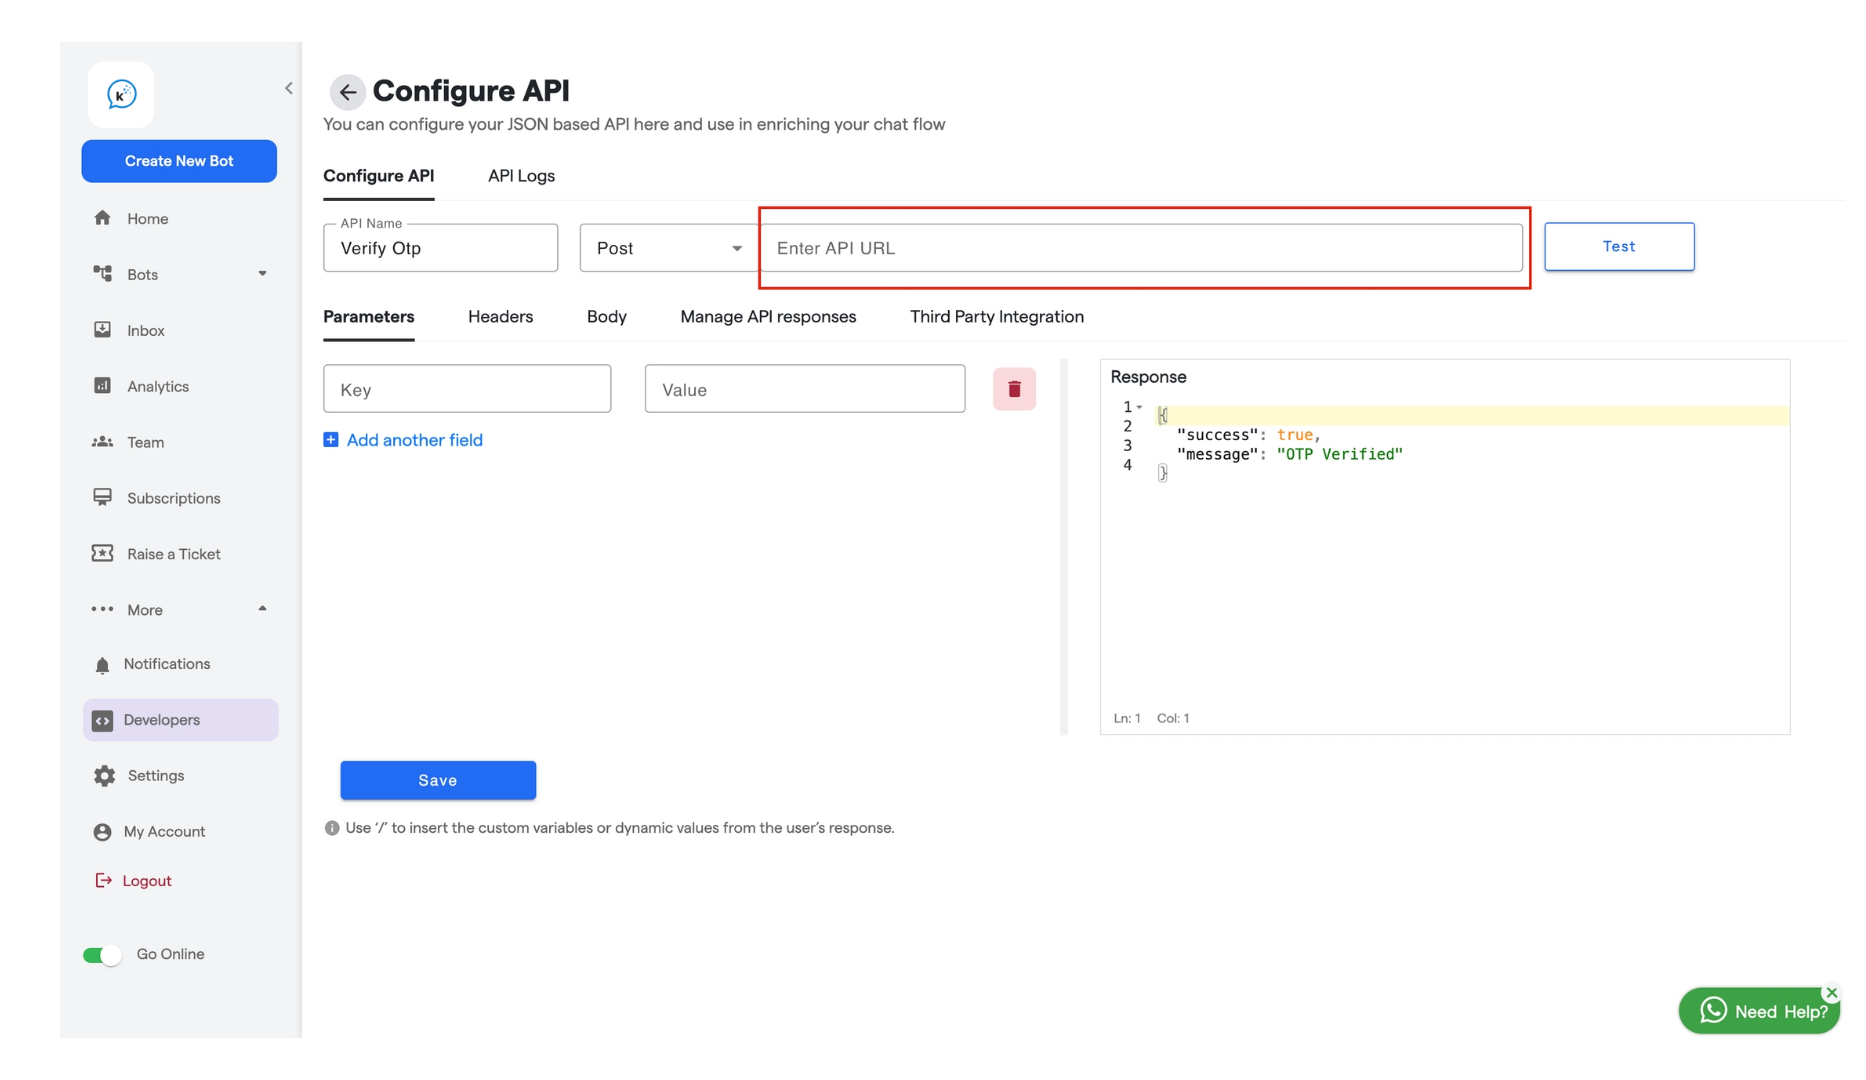 k
Create New Bot
Home
Bots
Inbox
Analytics
Team
Subscriptions
Raise a Ticket
More
Notifications
Developers
Settings
My Account
Logout
Go Online
Configure API
You can configure your JSON based API here and use in enriching your chat flow
Configure API API Logs
API Name
Verify Otp Post Enter API URL Test
Parameters Headers Body Manage API responses Third Party Integration
Key Value
Add another field
Response
1 {
2 "success": true,
3 "message": "OTP Verified"
4 }
Ln: 1 Col: 1
Save
Use ‘/’ to insert the custom variables or dynamic values from the user’s response.
Need Help?